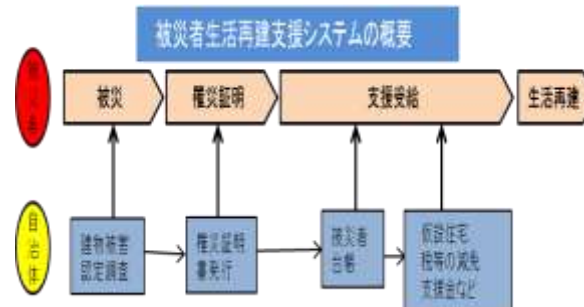 被災者生活再建支援システムの概要
被災者
被災
罹災証明
支援受給
生活再建
自治体
建物被害
認定調査
罹災証明
書発行
被災者
台帳
仮設住宅
税等の減免
支援金など